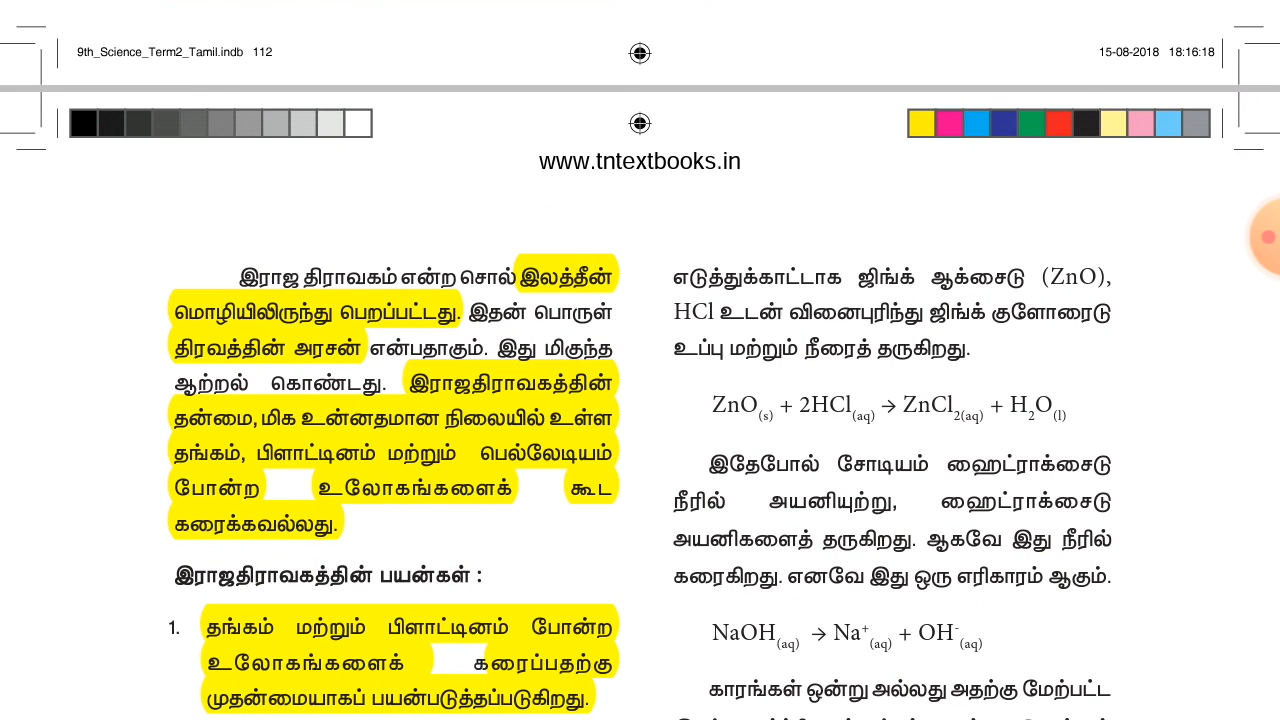 9th_Science_Term2_Tamil.indb 112
15-08-2018 18:16:18
www.tntextbooks.in
இராஜ திராவகம் என்ற சொல் இலத்தீன்
மொழியிலிருந்து பெறப்பட்டது. இதன் பொருள்
திரவத்தின் அரசன் என்பதாகும். இது மிகுந்த
ஆற்றல் கொண்டது. இராஜதிராவகத்தின்
தன்மை, மிக உன்னதமான நிலையில் உள்ள
தங்கம், பிளாட்டினம் மற்றும் பெல்லேடியம்
போன்ற உலோகங்களைக் கூட
கரைக்கவல்லது.
இராஜதிராவகத்தின் பயன்கள் :
1. தங்கம் மற்றும் பிளாட்டினம் போன்ற
உலோகங்களைக் கரைப்பதற்கு
முதன்மையாகப் பயன்படுத்தப்படுகிறது.
எடுத்துக்காட்டாக ஜிங்க் ஆக்சைடு (ZnO),
HCl உடன் வினைபுரிந்து ஜிங்க் குளோரைடு
உப்பு மற்றும் நீரைத் தருகிறது.
ZnO(s) + 2HCl(aq) → ZnCl2(aq) + H2O(l)
இதேபோல் சோடியம் ஹைட்ராக்சைடு
நீரில் அயனியுற்று, ஹைட்ராக்சைடு
அயனிகளைத் தருகிறது. ஆகவே இது நீரில்
கரைகிறது. எனவே இது ஒரு எரிகாரம் ஆகும்.
NaOH(aq) → Na+(aq) + OH-(aq)
காரங்கள் ஒன்று அல்லது அதற்கு மேற்பட்ட